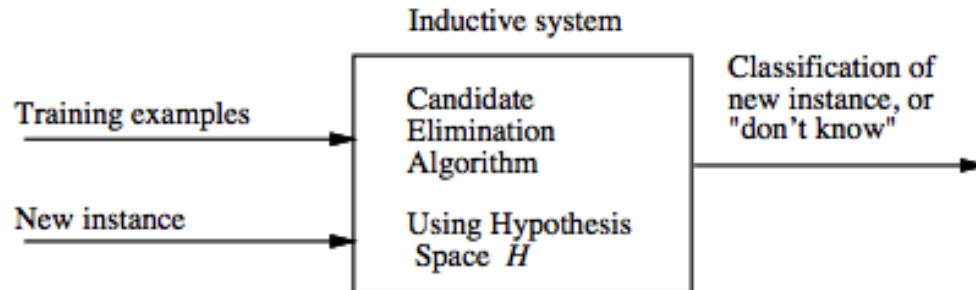 Inductive system
Training examples
New instance
Candidate
Elimination
Algorithm
Using Hypothesis
Space H
Classification of
new instance, or
"don't know"